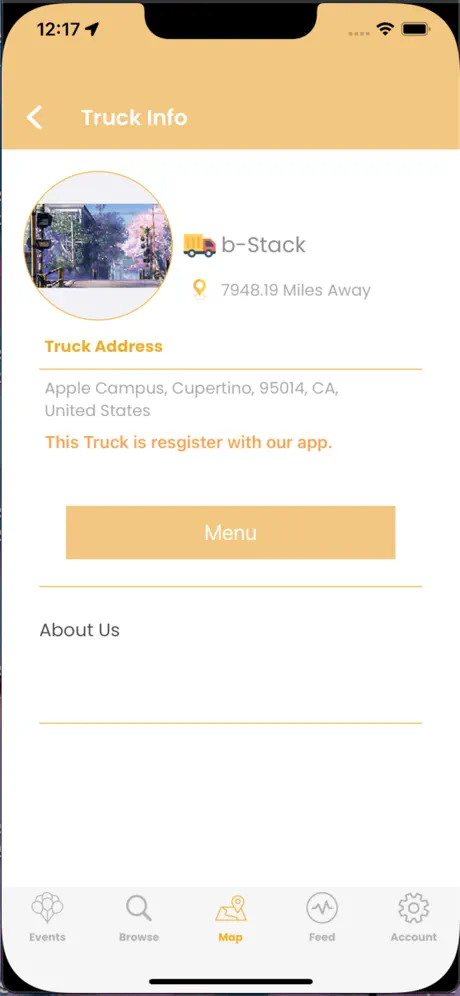 12:17
Truck Info
b-Stack
7948.19 Miles Away
Truck Address
Apple Campus, Cupertino, 95014, CA,
United States
This Truck is resgister with our app.
Menu
About Us
Events Browse Map Feed Account